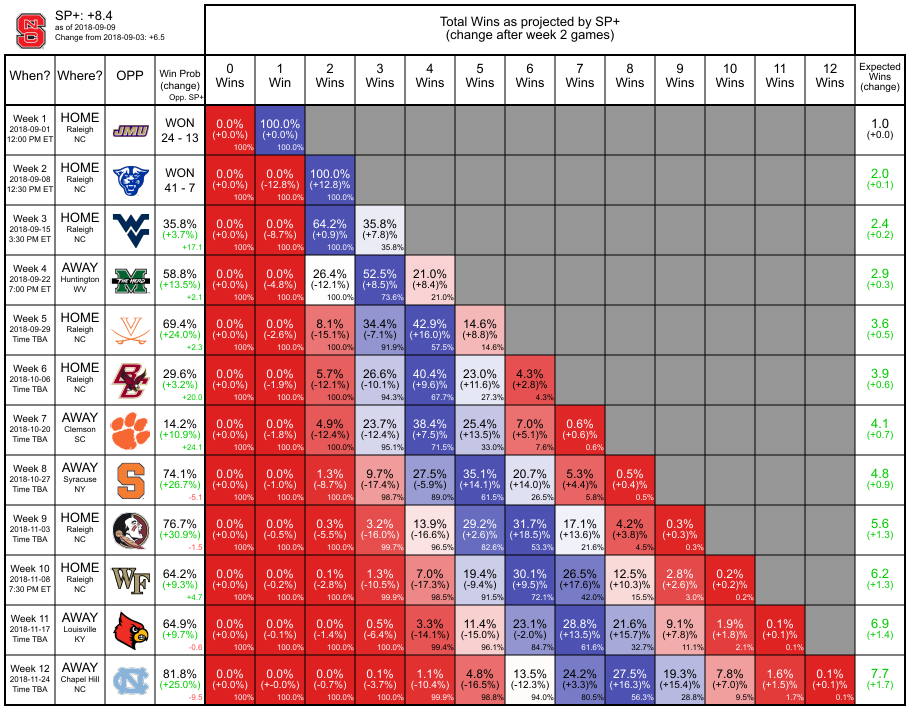 SP+: +8.4
as of 2018-09-09
Change from 2018-09-03: +6.5
Total Wins as projected by SP+
(change after week 2 games)
When? Where? OPP Win Prob (change) Opp. SP+ 0 Wins 1 Win 2 Wins 3 Wins 4 Wins 5 Wins 6 Wins 7 Wins 8 Wins 9 Wins 10 Wins 11 Wins 12 Wins Expected Wins (change)
Week 1 HOME JMU WON 0.0% 100.0% 1.0
2018-09-01 Raleigh 24 - 13 (+0.0%) (+0.0%) (+0.0)
12:00 PM ET NC 100% 100.0%
Week 2 HOME WON 0.0% 0.0% 100.0% 2.0
2018-09-08 Raleigh 41 - 7 (+0.0%) (-12.8%) (+12.8)% (+0.1)
12:30 PM ET NC 100% 100.0% 100.0%
Week 3 HOME WV 35.8% 0.0% 0.0% 64.2% 35.8% 2.4
2018-09-15 Raleigh (+3.7%) (+0.0%) (-8.7%) (+0.9)% (+7.8)% (+0.2)
3:30 PM ET NC +17.1 100% 100.0% 100.0% 35.8%
Week 4 AWAY THE HERD 58.8% 0.0% 0.0% 26.4% 52.5% 21.0% 2.9
2018-09-22 Huntington (+13.5%) (+0.0%) (-4.8%) (-12.1%) (+8.5)% (+8.4)% (+0.3)
7:00 PM ET WV +2.1 100% 100.0% 100.0% 73.6% 21.0%
Week 5 HOME V 69.4% 0.0% 0.0% 8.1% 34.4% 42.9% 14.6% 3.6
2018-09-29 Raleigh (+24.0%) (+0.0%) (-2.6%) (-15.1%) (-7.1%) (+16.0)% (+8.8)% (+0.5)
Time TBA NC +2.3 100% 100.0% 100.0% 91.9% 57.5% 14.6%
Week 6 HOME BC 29.6% 0.0% 0.0% 5.7% 26.6% 40.4% 23.0% 4.3% 3.9
2018-10-06 Raleigh (+3.2%) (+0.0%) (-1.9%) (-12.1%) (-10.1%) (+9.6)% (+11.6)% (+2.8)% (+0.6)
Time TBA NC +20.0 100% 100.0% 100.0% 94.3% 67.7% 27.3% 4.3%
Week 7 AWAY 14.2% 0.0% 0.0% 4.9% 23.7% 38.4% 25.4% 7.0% 0.6% 4.1
2018-10-20 Clemson (+10.9%) (+0.0%) (-1.8%) (-12.4%) (-12.4%) (+7.5)% (+13.5)% (+5.1)% (+0.6)% (+0.7)
Time TBA SC +24.1 100% 100.0% 100.0% 95.1% 71.5% 33.0% 7.6% 0.6%
Week 8 AWAY S 74.1% 0.0% 0.0% 1.3% 9.7% 27.5% 35.1% 20.7% 5.3% 0.5% 4.8
2018-10-27 Syracuse (+26.7%) (+0.0%) (-1.0%) (-8.7%) (-17.4%) (-5.9%) (+14.1)% (+14.0)% (+4.4)% (+0.4)% (+0.9)
Time TBA NY -5.1 100% 100.0% 100.0% 98.7% 89.0% 61.5% 26.5% 5.8% 0.5%
Week 9 HOME 76.7% 0.0% 0.0% 0.3% 3.2% 13.9% 29.2% 31.7% 17.1% 4.2% 0.3% 5.6
2018-11-03 Raleigh (+30.9%) (+0.0%) (-0.5%) (-5.5%) (-16.0%) (-16.6%) (+2.6)% (+18.5)% (+13.6)% (+3.8)% (+0.3)% (+1.3)
Time TBA NC -1.5 100% 100.0% 100.0% 99.7% 96.5% 82.6% 53.3% 21.6% 4.5% 0.3%
Week 10 HOME WF 64.2% 0.0% 0.0% 0.1% 1.3% 7.0% 19.4% 30.1% 26.5% 12.5% 2.8% 0.2% 6.2
2018-11-08 Raleigh (+9.3%) (+0.0%) (-0.2%) (-2.8%) (-10.5%) (-17.3%) (-9.4%) (+9.5)% (+17.6)% (+10.3)% (+2.6)% (+0.2)% (+1.3)
7:30 PM ET NC +4.7 100% 100.0% 100.0% 99.9% 98.5% 91.5% 72.1% 42.0% 15.5% 3.0% 0.2%
Week 11 AWAY 64.9% 0.0% 0.0% 0.0% 0.5% 3.3% 11.4% 23.1% 28.8% 21.6% 9.1% 1.9% 0.1% 6.9
2018-11-17 Louisville (+9.7%) (+0.0%) (-0.1%) (-1.4%) (-6.4%) (-14.1%) (-15.0%) (-2.0%) (+13.5)% (+15.7)% (+7.8)% (+1.8)% (+0.1)% (+1.4)
Time TBA KY -0.6 100% 100.0% 100.0% 100.0% 99.4% 96.1% 84.7% 61.6% 32.7% 11.1% 2.1% 0.1%
Week 12 AWAY NC 81.8% 0.0% 0.0% 0.0% 0.1% 1.1% 4.8% 13.5% 24.2% 27.5% 19.3% 7.8% 1.6% 0.1% 7.7
2018-11-24 Chapel Hill (+25.0%) (+0.0%) (-0.0%) (-0.7%) (-3.7%) (-10.4%) (-16.5%) (-12.3%) (+3.3)% (+16.3)% (+15.4)% (+7.0)% (+1.5)% (+0.1)% (+1.7)
Time TBA NC -9.5 100% 100.0% 100.0% 100.0% 99.9% 98.8% 94.0% 80.5% 56.3% 28.8% 9.5% 1.7% 0.1%